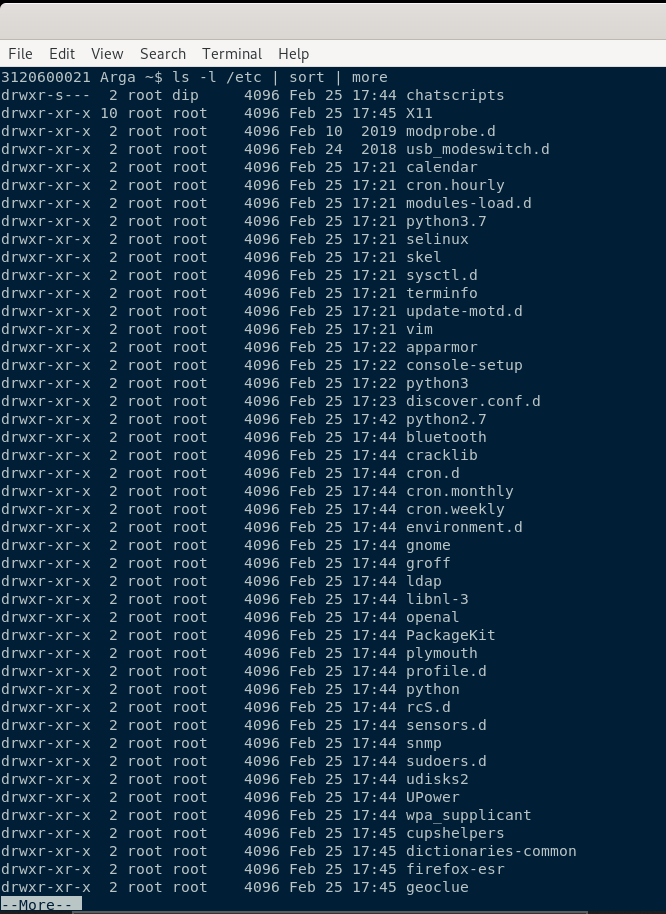 File Edit View Search Terminal Help
3120600021 Arga ~$ ls -l /etc | sort | more
drwxr-s---  2 root dip     4096 Feb 25 17:44 chatscripts
drwxr-xr-x 10 root root    4096 Feb 25 17:45 X11
drwxr-xr-x  2 root root    4096 Feb 10  2019 modprobe.d
drwxr-xr-x  2 root root    4096 Feb 24  2018 usb_modeswitch.d
drwxr-xr-x  2 root root    4096 Feb 25 17:21 calendar
drwxr-xr-x  2 root root    4096 Feb 25 17:21 cron.hourly
drwxr-xr-x  2 root root    4096 Feb 25 17:21 modules-load.d
drwxr-xr-x  2 root root    4096 Feb 25 17:21 python3.7
drwxr-xr-x  2 root root    4096 Feb 25 17:21 selinux
drwxr-xr-x  2 root root    4096 Feb 25 17:21 skel
drwxr-xr-x  2 root root    4096 Feb 25 17:21 sysctl.d
drwxr-xr-x  2 root root    4096 Feb 25 17:21 terminfo
drwxr-xr-x  2 root root    4096 Feb 25 17:21 update-motd.d
drwxr-xr-x  2 root root    4096 Feb 25 17:21 vim
drwxr-xr-x  2 root root    4096 Feb 25 17:22 apparmor
drwxr-xr-x  2 root root    4096 Feb 25 17:22 console-setup
drwxr-xr-x  2 root root    4096 Feb 25 17:22 python3
drwxr-xr-x  2 root root    4096 Feb 25 17:23 discover.conf.d
drwxr-xr-x  2 root root    4096 Feb 25 17:42 python2.7
drwxr-xr-x  2 root root    4096 Feb 25 17:44 bluetooth
drwxr-xr-x  2 root root    4096 Feb 25 17:44 cracklib
drwxr-xr-x  2 root root    4096 Feb 25 17:44 cron.d
drwxr-xr-x  2 root root    4096 Feb 25 17:44 cron.monthly
drwxr-xr-x  2 root root    4096 Feb 25 17:44 cron.weekly
drwxr-xr-x  2 root root    4096 Feb 25 17:44 environment.d
drwxr-xr-x  2 root root    4096 Feb 25 17:44 gnome
drwxr-xr-x  2 root root    4096 Feb 25 17:44 groff
drwxr-xr-x  2 root root    4096 Feb 25 17:44 ldap
drwxr-xr-x  2 root root    4096 Feb 25 17:44 libnl-3
drwxr-xr-x  2 root root    4096 Feb 25 17:44 openal
drwxr-xr-x  2 root root    4096 Feb 25 17:44 PackageKit
drwxr-xr-x  2 root root    4096 Feb 25 17:44 plymouth
drwxr-xr-x  2 root root    4096 Feb 25 17:44 profile.d
drwxr-xr-x  2 root root    4096 Feb 25 17:44 python
drwxr-xr-x  2 root root    4096 Feb 25 17:44 rcS.d
drwxr-xr-x  2 root root    4096 Feb 25 17:44 sensors.d
drwxr-xr-x  2 root root    4096 Feb 25 17:44 snmp
drwxr-xr-x  2 root root    4096 Feb 25 17:44 sudoers.d
drwxr-xr-x  2 root root    4096 Feb 25 17:44 udisks2
drwxr-xr-x  2 root root    4096 Feb 25 17:44 UPower
drwxr-xr-x  2 root root    4096 Feb 25 17:44 wpa_supplicant
drwxr-xr-x  2 root root    4096 Feb 25 17:45 cupshelpers
drwxr-xr-x  2 root root    4096 Feb 25 17:45 dictionaries-common
drwxr-xr-x  2 root root    4096 Feb 25 17:45 firefox-esr
drwxr-xr-x  2 root root    4096 Feb 25 17:45 geoclue
--More--